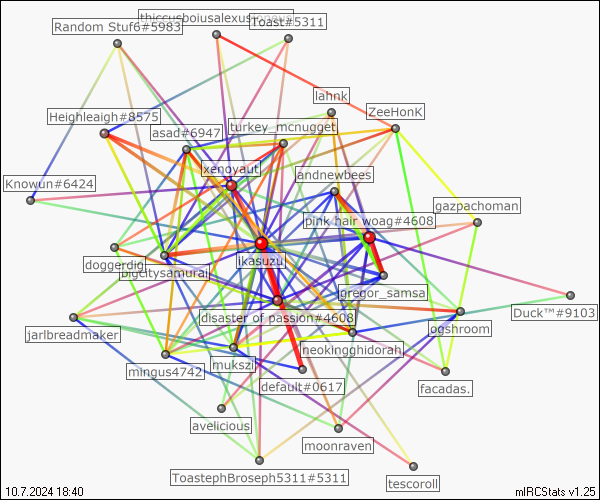 thiccusboiusalexus
Random Stuf6#5983
Toast#5311
lahnk
ZeeHonK
Heighleaigh#8575
asad#6947
turkey_mcnugget
xenoyaut
landnewbees
Knowun#6424
gazpachoman
pink hair woag#4608
ikasuzu
doggerdig
bigcitysamurai
gregor_samsa
Duck™#9103
disaster of passion#4608
ogshroom
jarlbreadmaker
neokingghidorah
mukszi
mingus4742
default#0617
facadas.
avelicious
moonraven
ToastephBroseph5311#5311
tescoroll
10.7.2024 18:40
mIRCStats v1.25